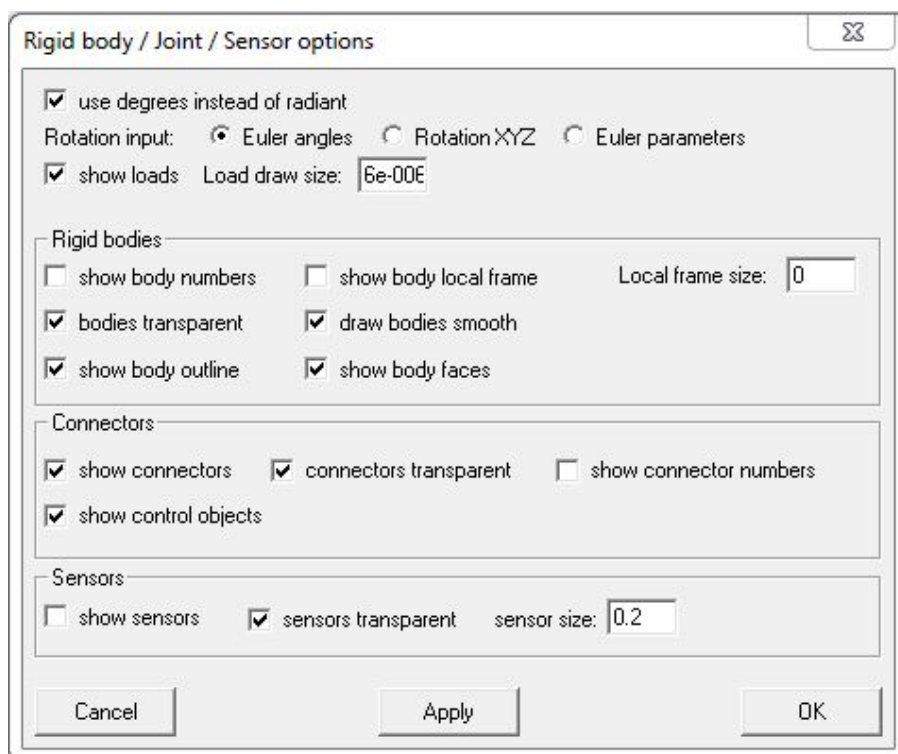 Rigid body / Joint / Sensor options
use degrees instead of radiant
Rotation input: Euler angles Rotation XYZ Euler parameters
show loads Load draw size: 6e-006
Rigid bodies
show body numbers show body local frame Local frame size: 0
bodies transparent draw bodies smooth
show body outline show body faces
Connectors
show connectors connectors transparent show connector numbers
show control objects
Sensors
show sensors sensors transparent sensor size: 0.2
Cancel Apply OK